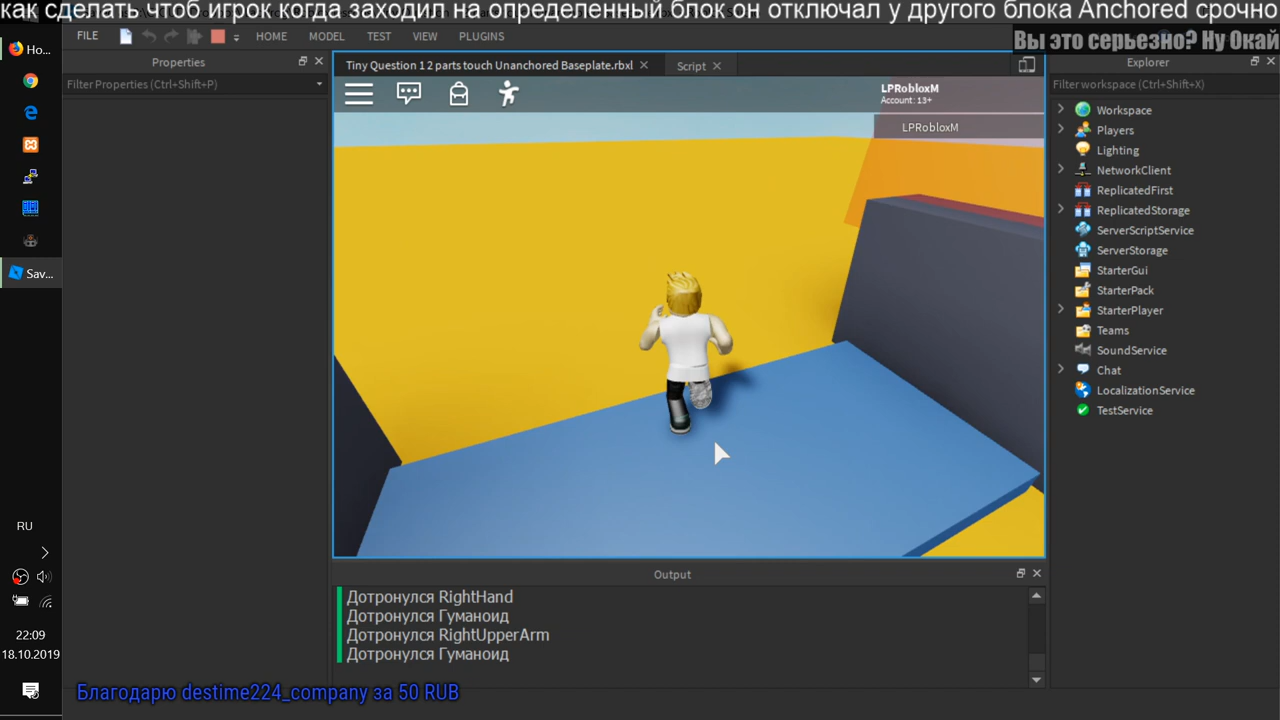 как сделать чтоб игрок когда заходил на определенный блок он отключал у другого блока Anchored срочно
Вы это серьезно? Ну Окай
FILE HOME MODEL TEST VIEW PLUGINS
Ho...
Sav...
RU
22:09
18.10.2019
Properties
Filter Properties (Ctrl+Shift+P)
Tiny Question 1 2 parts touch Unanchored Baseplate.rbxl
Script
LPRobloxM
Account: 13+
LPRobloxM
Output
Дотронулся RightHand
Дотронулся Гуманоид
Дотронулся RightUpperArm
Дотронулся Гуманоид
Explorer
Filter workspace (Ctrl+Shift+X)
Workspace
Players
Lighting
NetworkClient
ReplicatedFirst
ReplicatedStorage
ServerScriptService
ServerStorage
StarterGui
StarterPack
StarterPlayer
Teams
SoundService
Chat
LocalizationService
TestService
Благодарю destime224_company за 50 RUB